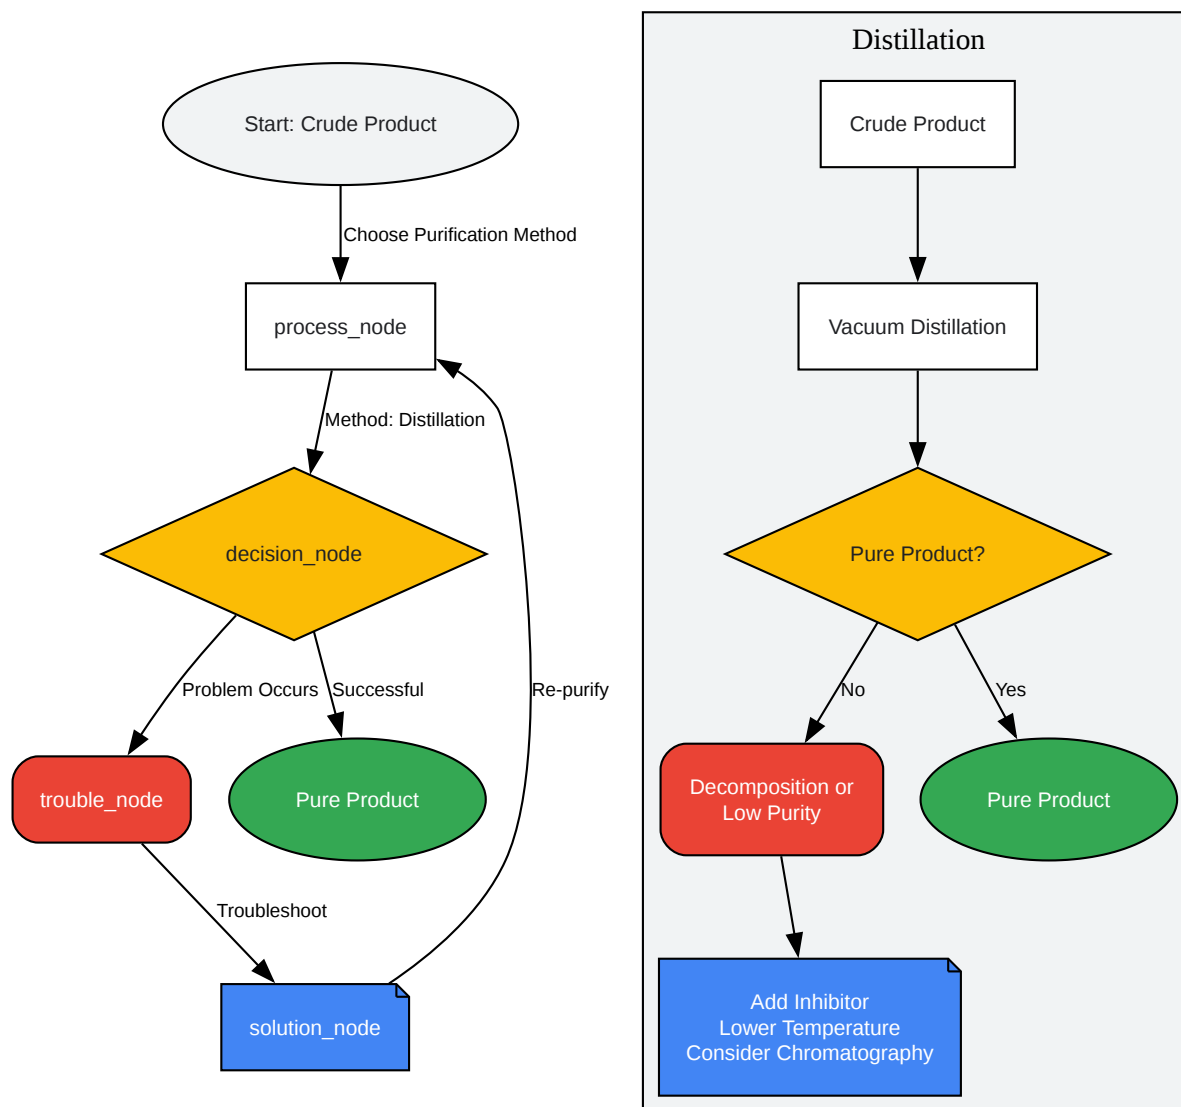 Start: Crude Product
Choose Purification Method
process_node
Method: Distillation
decision_node
Problem Occurs
Successful
Re-purify
trouble_node
Pure Product
Troubleshoot
solution_node
Distillation
Crude Product
Vacuum Distillation
Pure Product?
No
Yes
Decomposition or
Low Purity
Pure Product
Add Inhibitor
Lower Temperature
Consider Chromatography